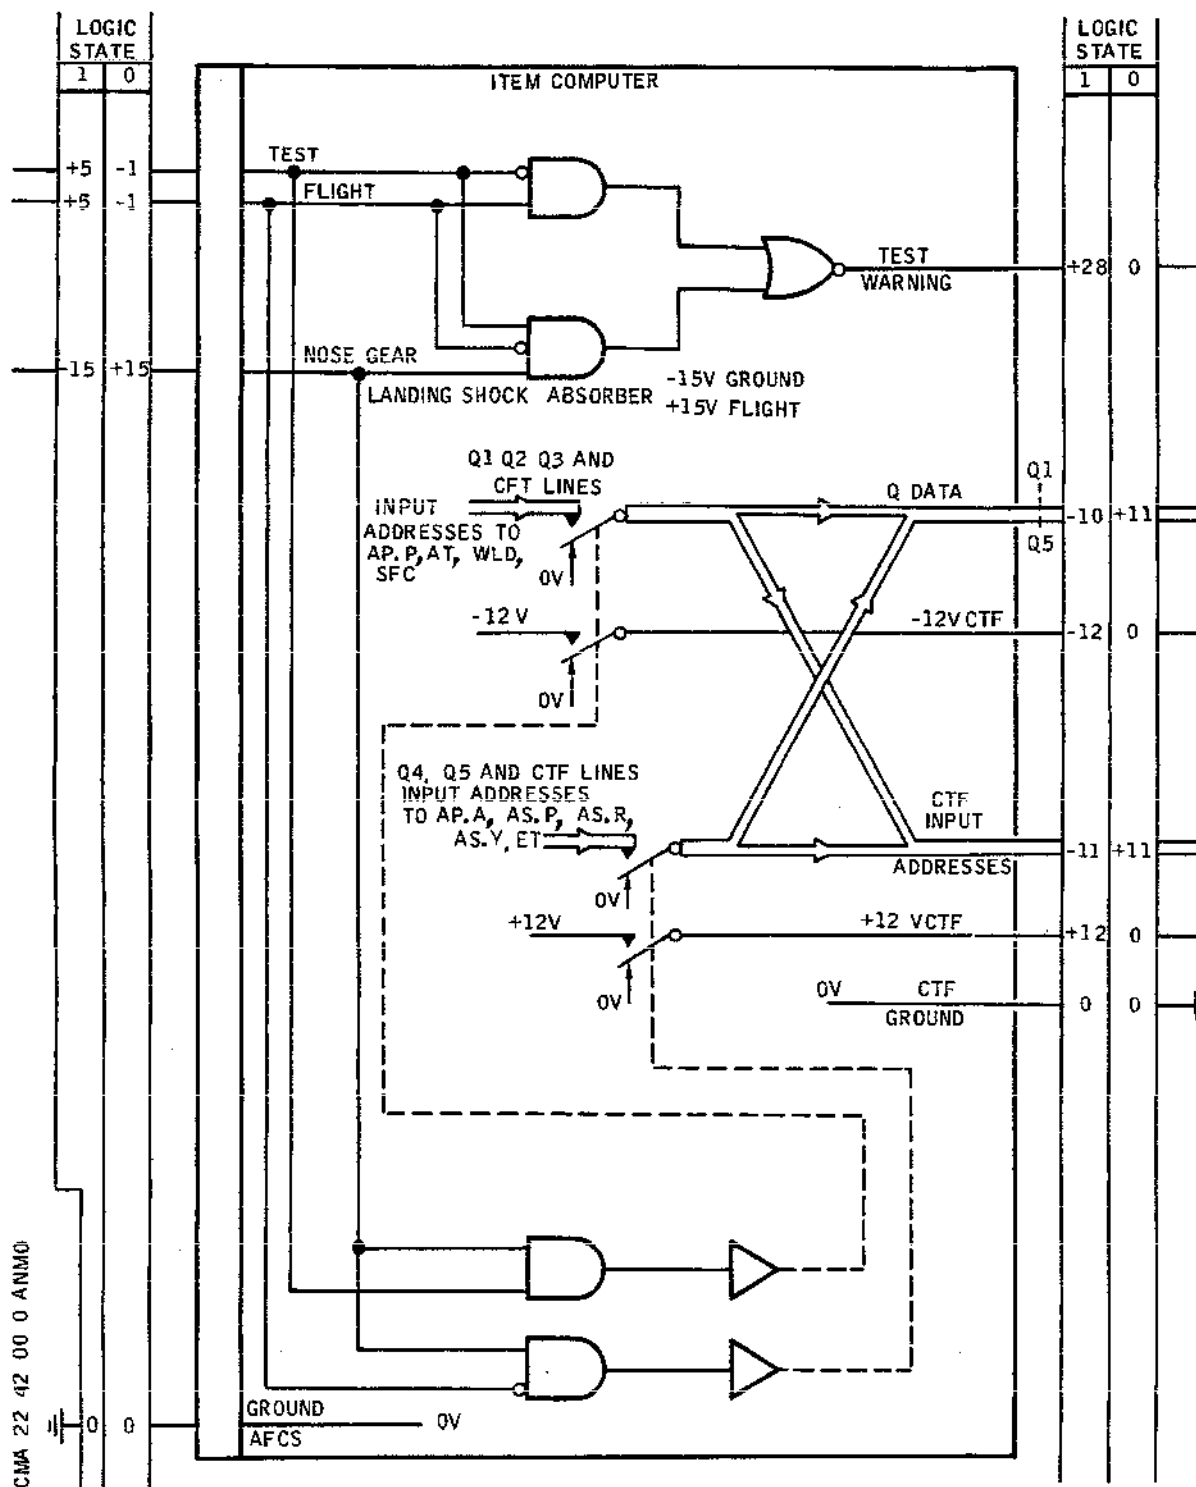 LOGIC
STATE
1 0
LOGIC
STATE
1 0
ITEM COMPUTER
TEST
+5 -1
FLIGHT
+5 -1
TEST
WARNING
+28 0
NOSE GEAR
-15 +15
LANDING SHOCK ABSORBER
-15V GROUND
+15V FLIGHT
Q1 Q2 Q3 AND
CFT LINES
INPUT
ADDRESSES TO
AP.P, AT, WLD,
SFC
0V
Q DATA
Q1
Q5
-10 +11
-12V
0V
-12V CTF
-12 0
Q4, Q5 AND CTF LINES
INPUT ADDRESSES
TO AP.A, AS.P, AS.R,
AS.Y, ET
0V
CTF
INPUT
ADDRESSES
-11 +11
+12V
0V
+12 VCTF
+12 0
0V CTF
GROUND
0 0
GROUND
AFCS
0V
0 0
CMA 22 42 00 0 ANM0